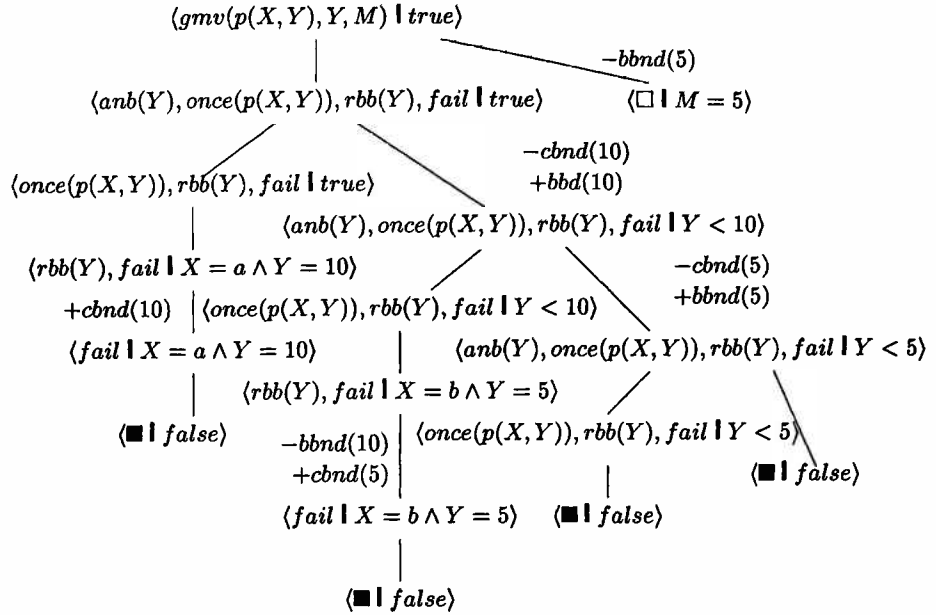 ⟨gmv(p(X, Y), Y, M) ❙ true⟩
−bbnd(5)
⟨anb(Y), once(p(X, Y)), rbb(Y), fail ❙ true⟩
⟨□ ❙ M = 5⟩
−cbnd(10)
+bbd(10)
⟨once(p(X, Y)), rbb(Y), fail ❙ true⟩
⟨anb(Y), once(p(X, Y)), rbb(Y), fail ❙ Y < 10⟩
⟨rbb(Y), fail ❙ X = a ∧ Y = 10⟩
−cbnd(5)
+bbnd(5)
+cbnd(10)
⟨once(p(X, Y)), rbb(Y), fail ❙ Y < 10⟩
⟨fail ❙ X = a ∧ Y = 10⟩
⟨anb(Y), once(p(X, Y)), rbb(Y), fail ❙ Y < 5⟩
⟨rbb(Y), fail ❙ X = b ∧ Y = 5⟩
⟨■ ❙ false⟩
−bbnd(10)
+cbnd(5)
⟨once(p(X, Y)), rbb(Y), fail ❙ Y < 5⟩
⟨■ ❙ false⟩
⟨fail ❙ X = b ∧ Y = 5⟩
⟨■ ❙ false⟩
⟨■ ❙ false⟩